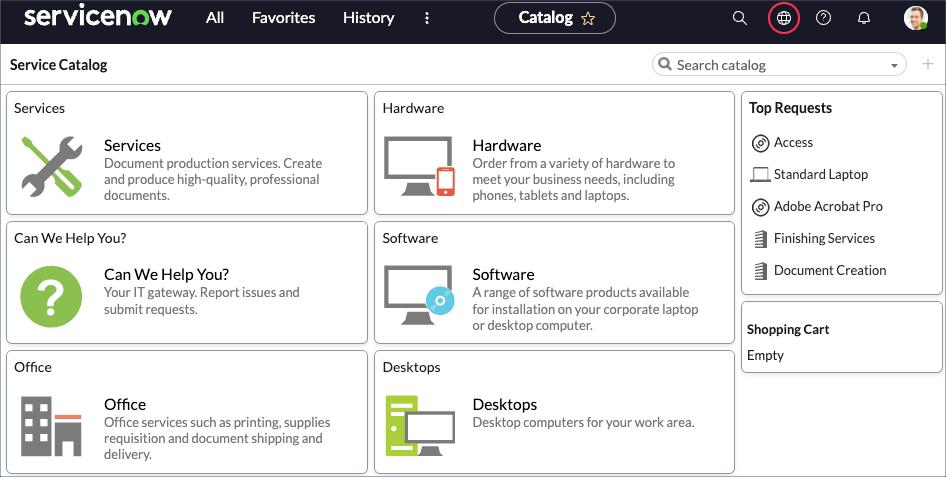 servicenow All Favorites History Catalog
Service Catalog
Search catalog
Services
Services
Document production services. Create
and produce high-quality, professional
documents.
Hardware
Hardware
Order from a variety of hardware to
meet your business needs, including
phones, tablets and laptops.
Can We Help You?
Can We Help You?
Your IT gateway. Report issues and
submit requests.
Software
Software
A range of software products available
for installation on your corporate laptop
or desktop computer.
Office
Office
Office services such as printing, supplies
requisition and document shipping and
delivery.
Desktops
Desktops
Desktop computers for your work area.
Top Requests
Access
Standard Laptop
Adobe Acrobat Pro
Finishing Services
Document Creation
Shopping Cart
Empty